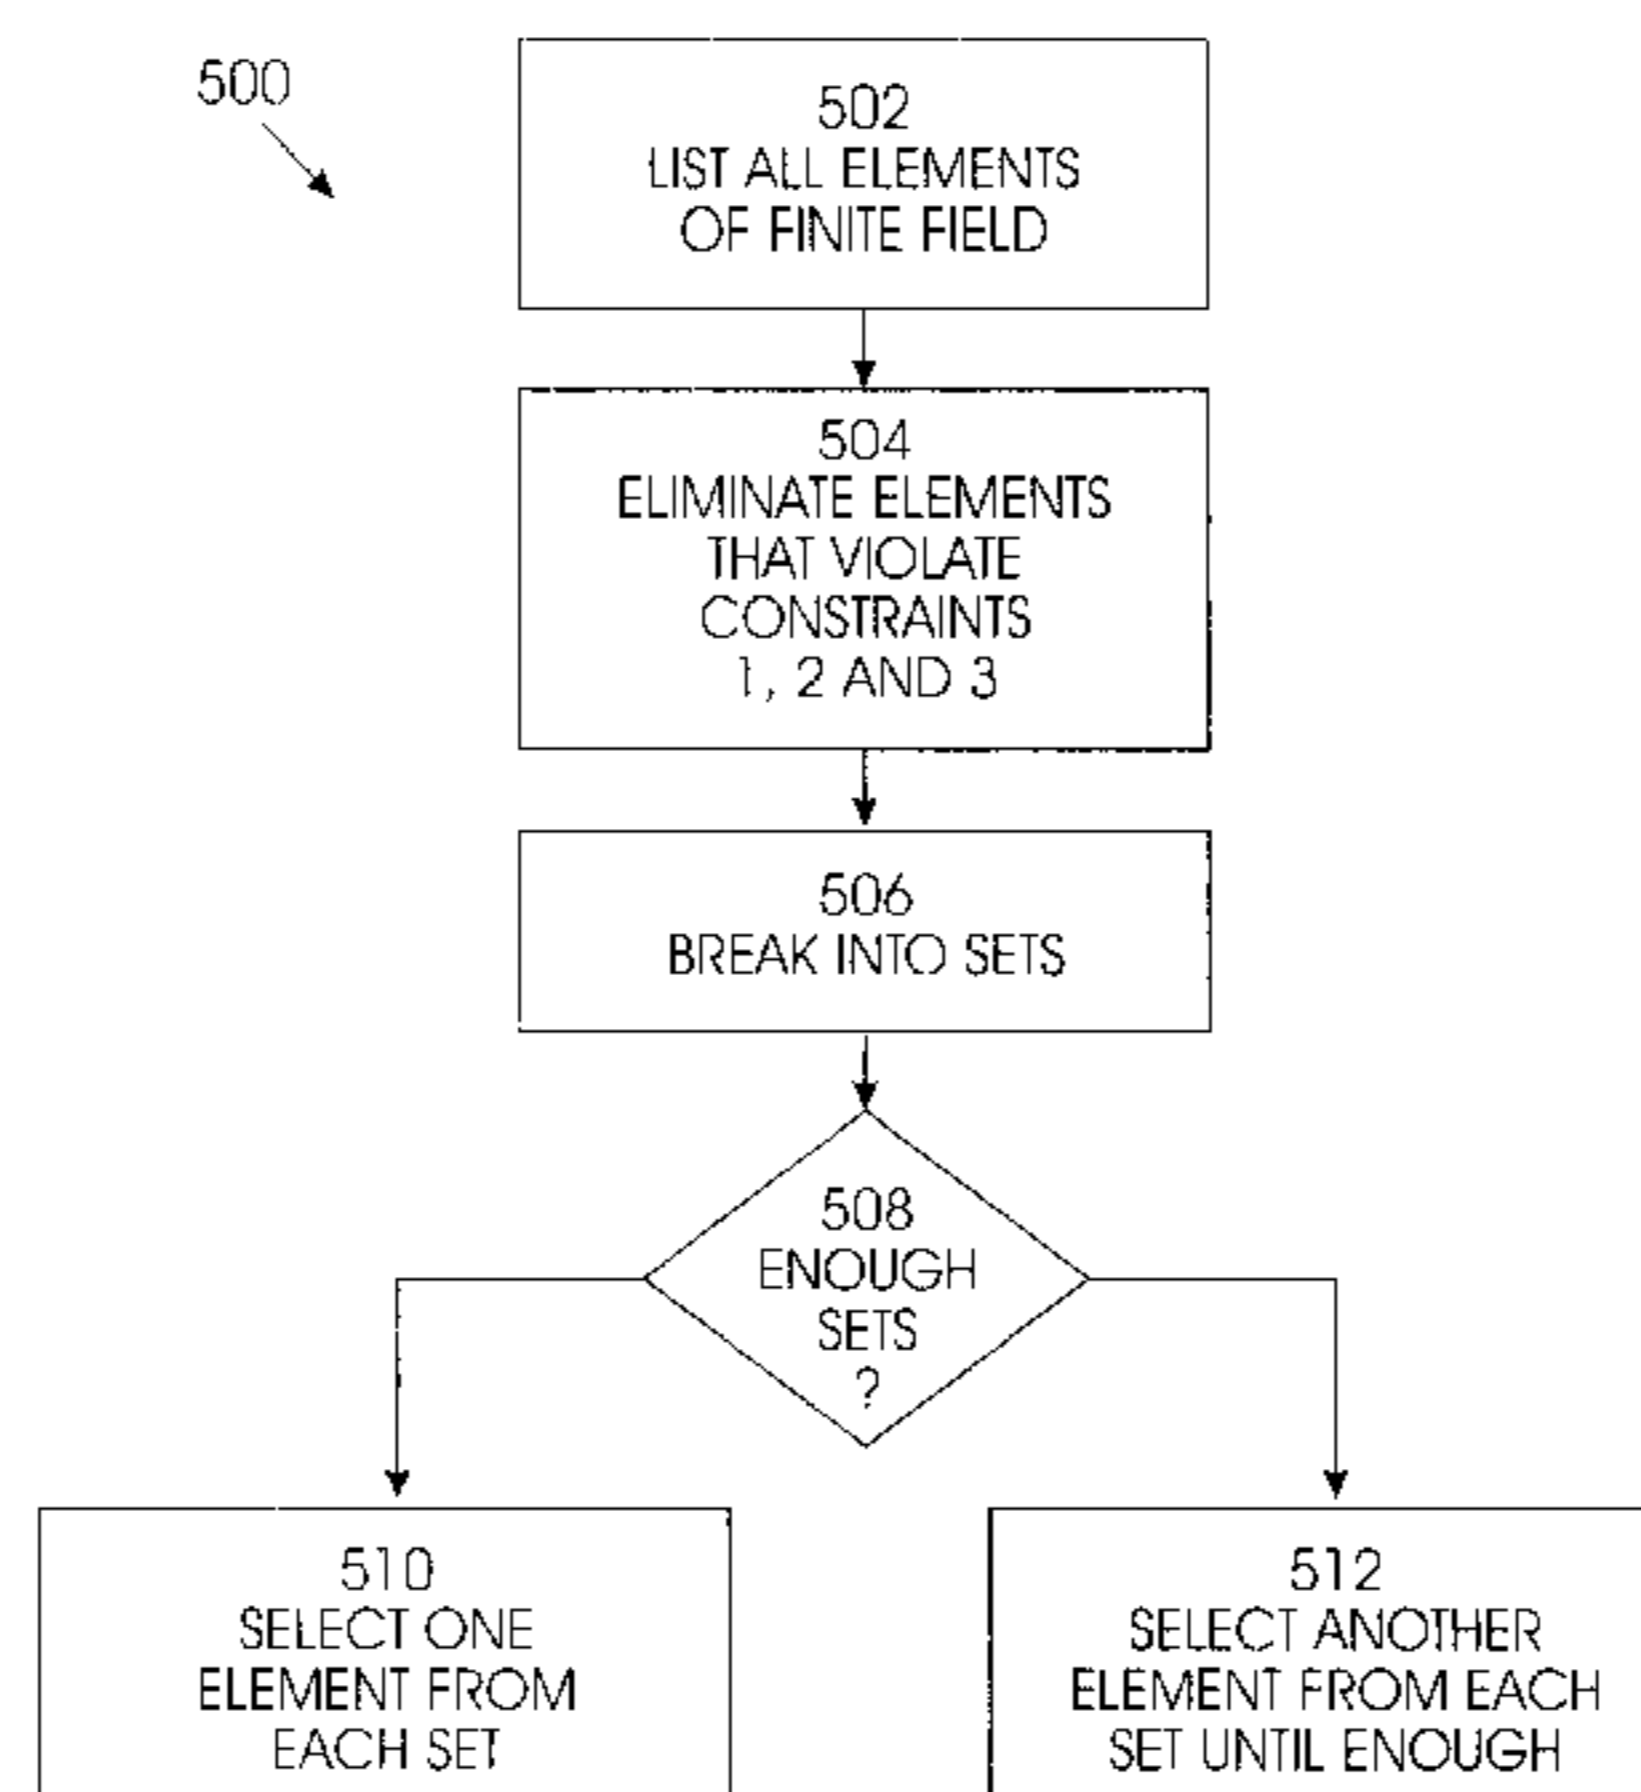 500
502
LIST ALL ELEMENTS
OF FINITE FIELD
504
ELIMINATE ELEMENTS
THAT VIOLATE
CONSTRAINTS
1, 2 AND 3
506
BREAK INTO SETS
508
ENOUGH
SETS
?
510
SELECT ONE
ELEMENT FROM
EACH SET
512
SELECT ANOTHER
ELEMENT FROM EACH
SET UNTIL ENOUGH